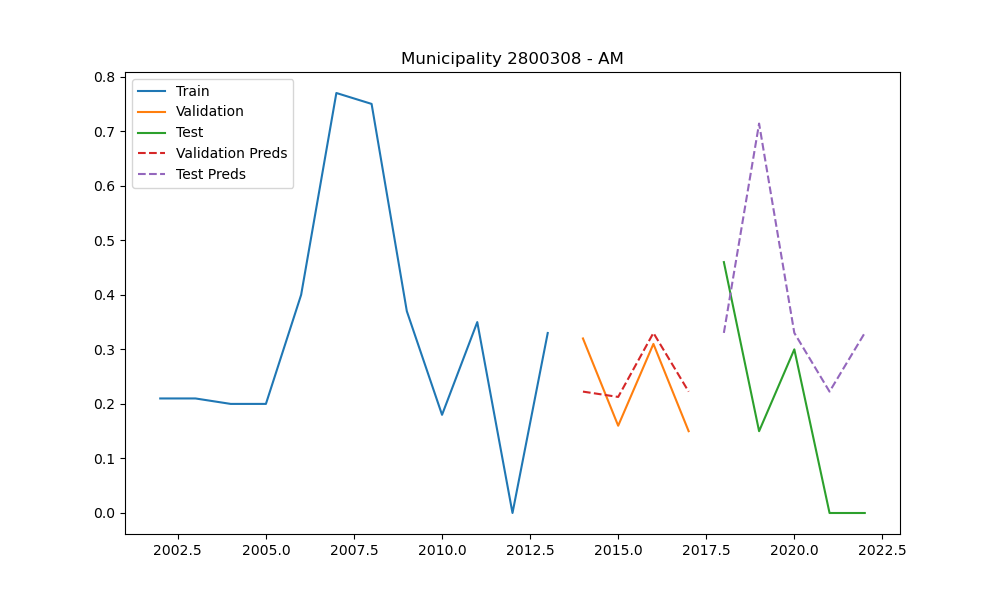 Municipality 2800308 - AM
Train
Validation
Test
Validation Preds
Test Preds
0.8
0.7
0.6
0.5
0.4
0.3
0.2
0.1
0.0
2002.5 2005.0 2007.5 2010.0 2012.5 2015.0 2017.5 2020.0 2022.5